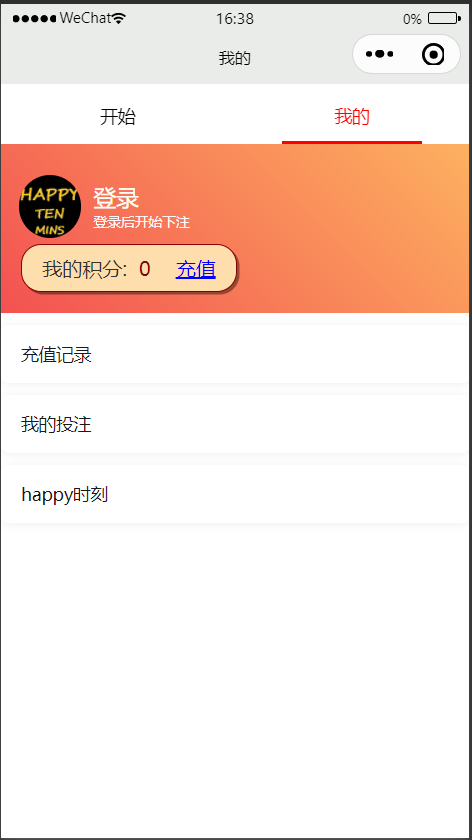 WeChat 16:38 0%
我的
开始 我的
HAPPY
TEN
MINS
登录
登录后开始下注
我的积分: 0 充值
充值记录
我的投注
happy时刻